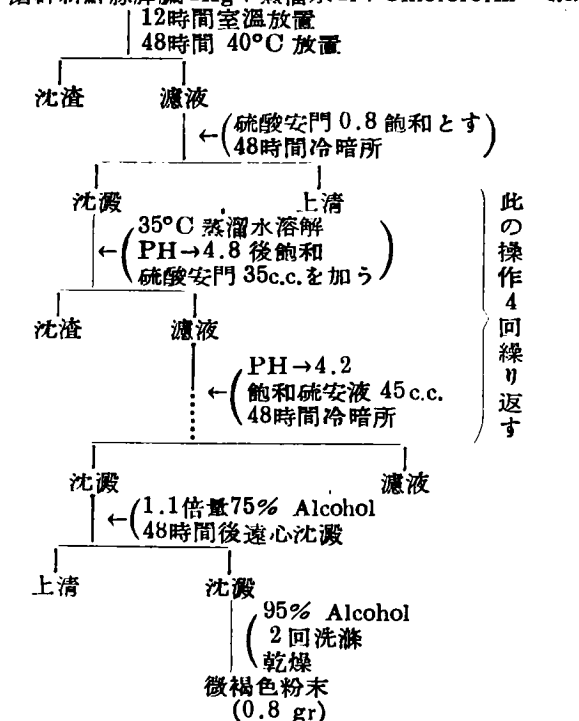 12時間室温放置
48時間 40°C 放置
沈渣
濾液
硫酸安門 0.8 飽和とす
48時間冷暗所
沈澱
上清
35°C 蒸溜水溶解
PH→4.8 後飽和
硫酸安門 35c.c.を加う
此の操作4回繰り返す
沈渣
濾液
PH→4.2
飽和硫安液 45c.c.
48時間冷暗所
沈澱
濾液
1.1倍量75% Alcohol
48時間後遠心沈澱
上清
沈澱
95% Alcohol
2回洗滌
乾燥
微褐色粉末
(0.8 gr)